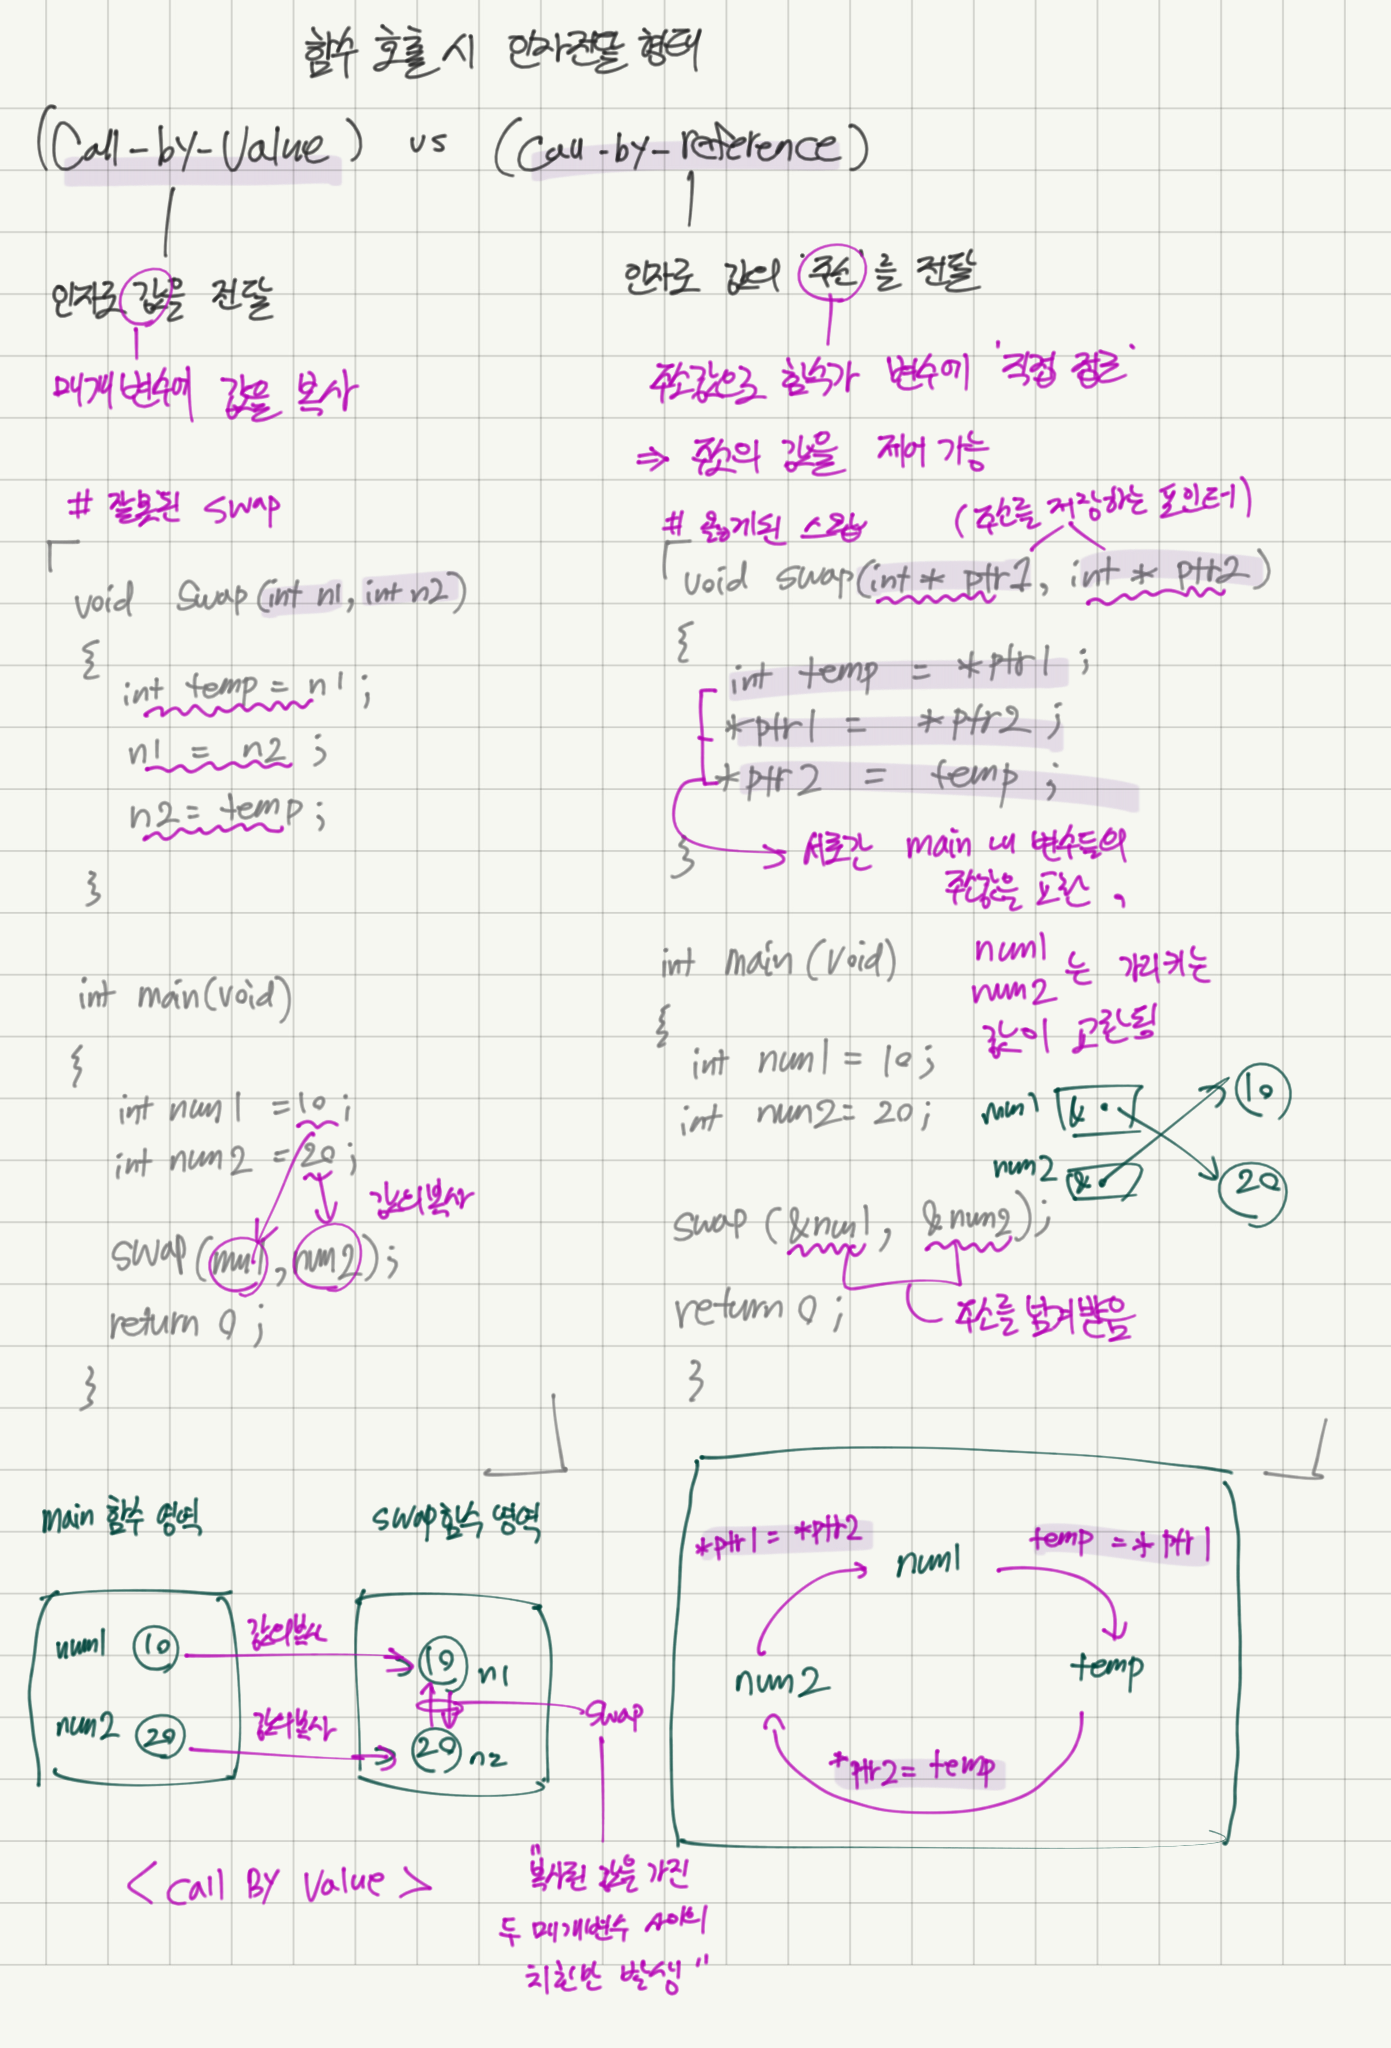 함수 호출 시 인자전달 형태
(Call-by-Value) vs (Call-by-reference)
인자로 값을 전달
매개변수에 값을 복사
# 잘못된 swap
void Swap(int n1, int n2)
{
int temp = n1;
n1 = n2;
n2 = temp;
}
int main(void)
{
int num1 = 10;
int num2 = 20;
값의복사
swap(num1, num2);
return 0;
}
인자로 값의 '주소'를 전달
주소값으로 함수가 변수에 '직접 접근'
⇒ 주소의 값을 제어 가능
# 옳게된 스왑 (주소를 저장하는 포인터)
void swap(int * ptr1, int * ptr2)
{
int temp = *ptr1;
*ptr1 = *ptr2;
*ptr2 = temp;
}
→ 서로간 main 내 변수들의
주소값을 교환,
num1
num2 는 가리키는
값이 교환됨
int main(void)
{
int num1 = 10;
int num2 = 20;
num1 & 10
num2 & 20
swap(&num1, &num2);
주소를 넘겨받음
return 0;
}
main 함수 영역
swap함수 영역
num1 10 값의복사 10 n1
num2 20 값의복사 20 n2
swap
<Call BY Value>
"복사된 값을 가진
두 매개변수 사이의
치환만 발생"
*ptr1 = *ptr2
num1
temp = *ptr1
num2
temp
*ptr2 = temp